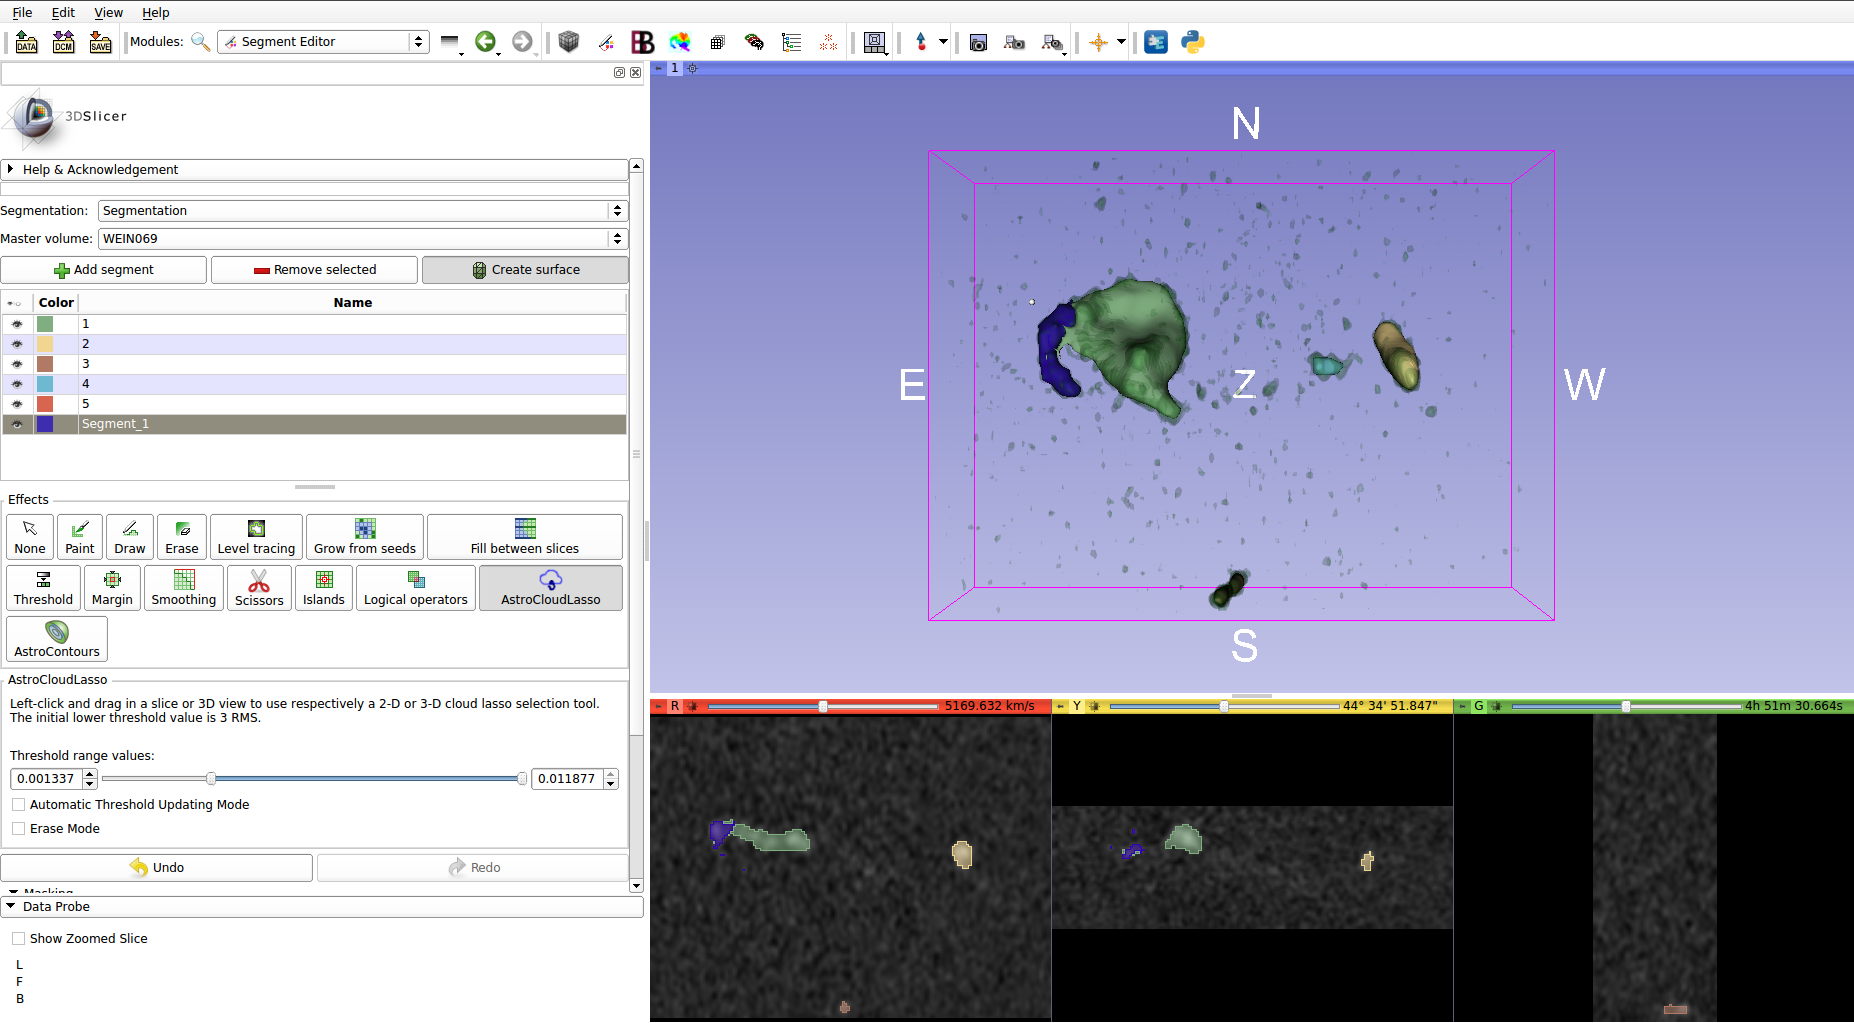 File Edit View Help
DATA DCM SAVE Modules: Segment Editor
1
3DSlicer
Help & Acknowledgement
Segmentation: Segmentation
Master volume: WEIN069
Add segment Remove selected Create surface
Color Name
1
2
3
4
5
Segment_1
Effects
None Paint Draw Erase Level tracing Grow from seeds Fill between slices
Threshold Margin Smoothing Scissors Islands Logical operators AstroCloudLasso
AstroContours
AstroCloudLasso
Left-click and drag in a slice or 3D view to use respectively a 2-D or 3-D cloud lasso selection tool.
The initial lower threshold value is 3 RMS.
Threshold range values:
0.001337 0.011877
Automatic Threshold Updating Mode
Erase Mode
Undo Redo
Masking
Data Probe
Show Zoomed Slice
L
F
B
N
E Z W
S
R 5169.632 km/s Y 44° 34' 51.847" G 4h 51m 30.664s